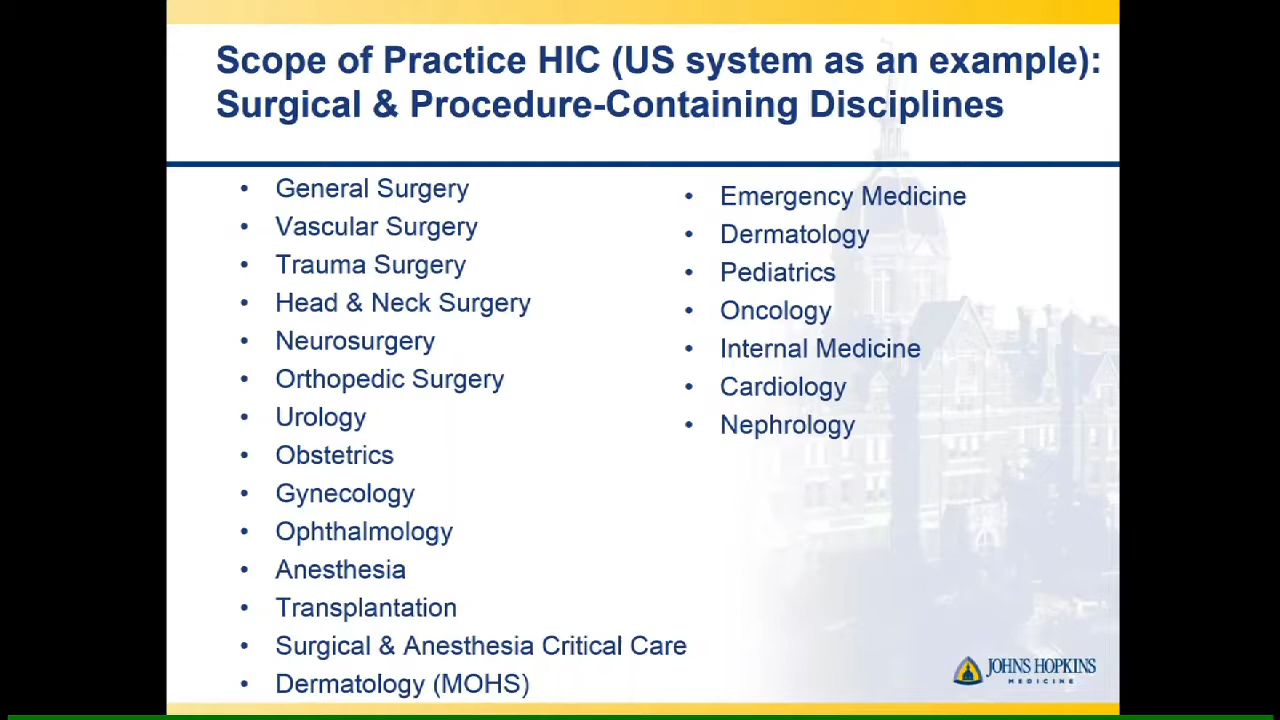 Scope of Practice HIC (US system as an example):
Surgical & Procedure-Containing Disciplines
• General Surgery
• Vascular Surgery
• Trauma Surgery
• Head & Neck Surgery
• Neurosurgery
• Orthopedic Surgery
• Urology
• Obstetrics
• Gynecology
• Ophthalmology
• Anesthesia
• Transplantation
• Surgical & Anesthesia Critical Care
• Dermatology (MOHS)
• Emergency Medicine
• Dermatology
• Pediatrics
• Oncology
• Internal Medicine
• Cardiology
• Nephrology
JOHNS HOPKINS
MEDICINE